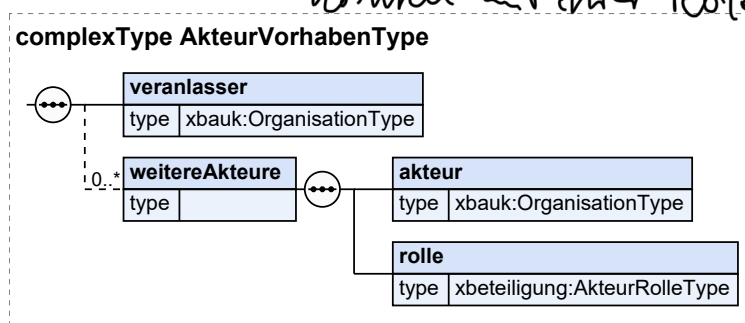 complexType AkteurVorhabenType
veranlasser
type xbauk:OrganisationType
0..* weitereAkteure
type
akteur
type xbauk:OrganisationType
rolle
type xbeteiligung:AkteurRolleType